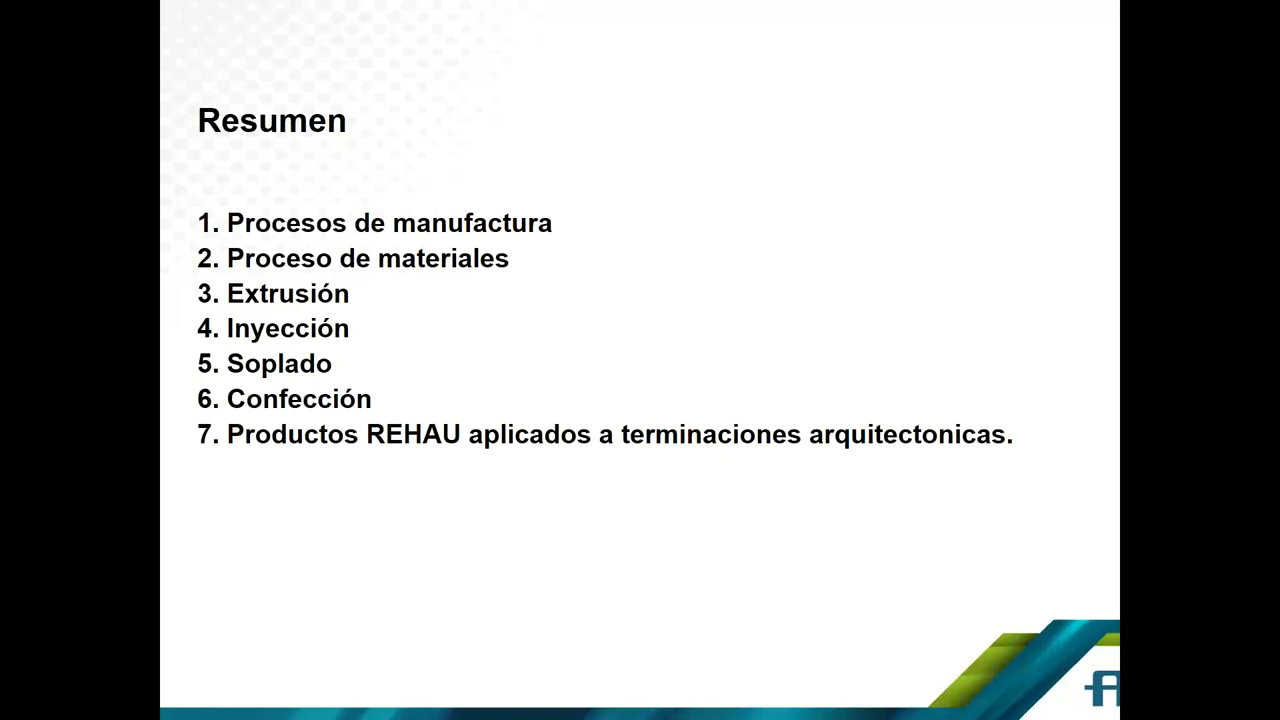 Resumen
1. Procesos de manufactura
2. Proceso de materiales
3. Extrusión
4. Inyección
5. Soplado
6. Confección
7. Productos REHAU aplicados a terminaciones arquitectonicas.